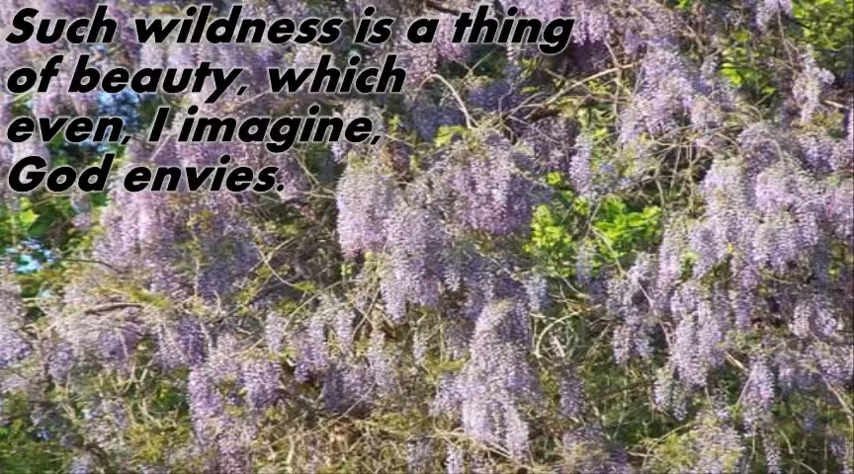 Such wildness is a thing
of beauty, which
even, I imagine,
God envies.